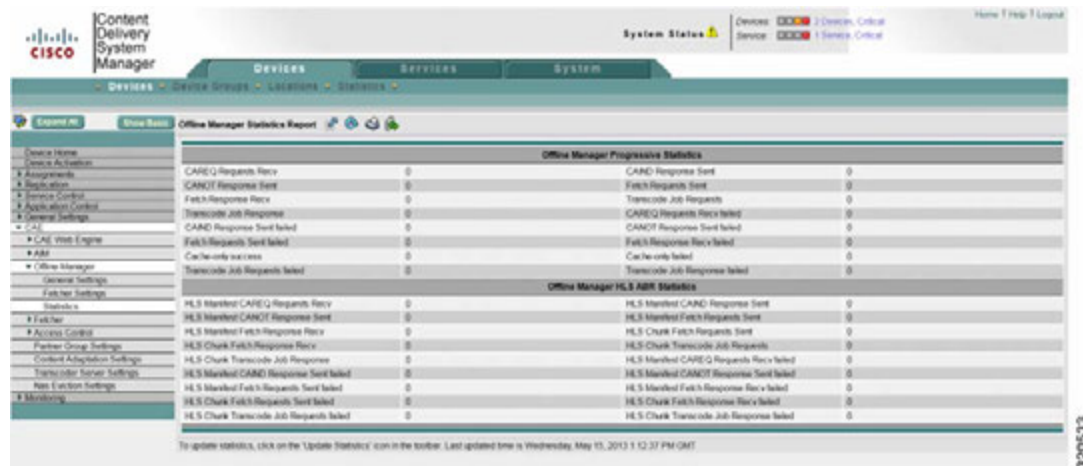 Content
Delivery
System
Manager
CISCO
System Status
Devices: 2 Devices, Critical
Service: 1 Service, Critical
Home Help Logout
Devices Services System
Devices Device Groups Locations Statistics
Expand All Show Basic
Offline Manager Statistics Report
Device Home
Device Activation
Assignments
Replication
Service Control
Application Control
General Settings
CAE
CAE Web Engine
AIM
Offline Manager
General Settings
Fetcher Settings
Statistics
Fetcher
Access Control
Partner Group Settings
Content Adaptation Settings
Transcoder Server Settings
Nas Eviction Settings
Monitoring
Offline Manager Progressive Statistics
CAREQ Requests Recv 0 CAIND Response Sent 0
CANOT Response Sent 0 Fetch Requests Sent 0
Fetch Response Recv 0 Transcode Job Requests 0
Transcode Job Response 0 CAREQ Requests Recv failed 0
CAIND Response Sent failed 0 CANOT Response Sent failed 0
Fetch Requests Sent failed 0 Fetch Response Recv failed 0
Cache-only success 0 Cache-only failed 0
Transcode Job Requests failed 0 Transcode Job Response failed 0
Offline Manager HLS ABR Statistics
HLS Manifest CAREQ Requests Recv 0 HLS Manifest CAIND Response Sent 0
HLS Manifest CANOT Response Sent 0 HLS Manifest Fetch Requests Sent 0
HLS Manifest Fetch Response Recv 0 HLS Chunk Fetch Requests Sent 0
HLS Chunk Fetch Response Recv 0 HLS Chunk Transcode Job Requests 0
HLS Chunk Transcode Job Response 0 HLS Manifest CAREQ Requests Recv failed 0
HLS Manifest CAIND Response Sent failed 0 HLS Manifest CANOT Response Sent failed 0
HLS Manifest Fetch Requests Sent failed 0 HLS Manifest Fetch Response Recv failed 0
HLS Chunk Fetch Requests Sent failed 0 HLS Chunk Fetch Response Recv failed 0
HLS Chunk Transcode Job Requests failed 0 HLS Chunk Transcode Job Response failed 0
To update statistics, click on the 'Update Statistics' icon in the toolbar. Last updated time is Wednesday, May 15, 2013 1:12:37 PM GMT